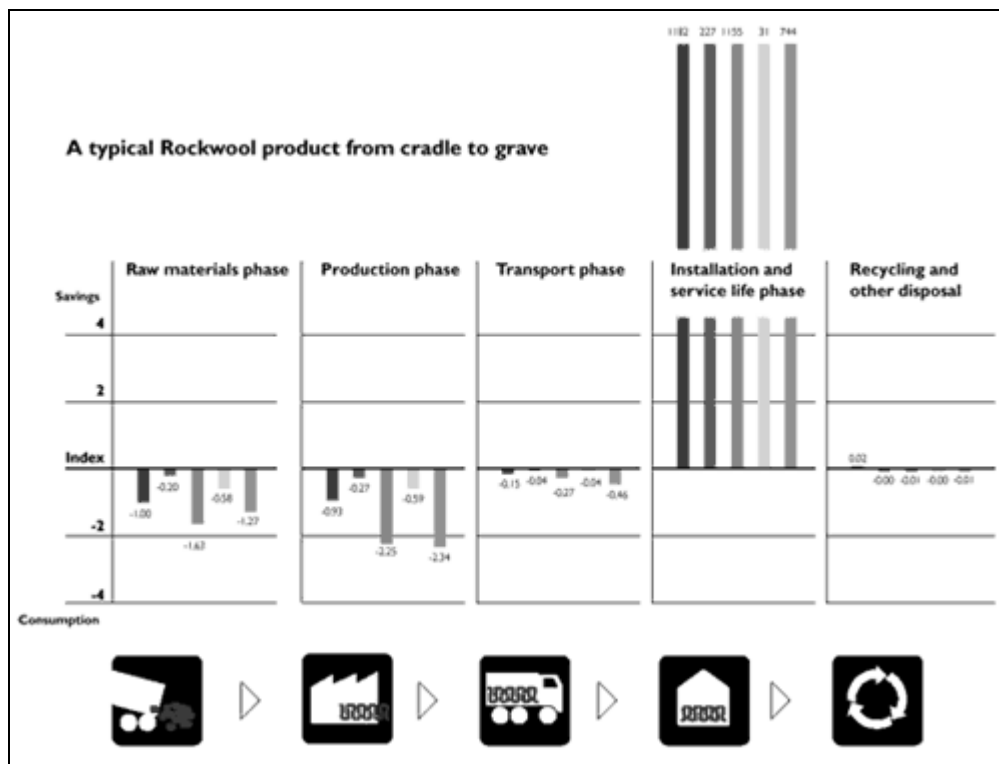 1182 227 1155 31 744
A typical Rockwool product from cradle to grave
Raw materials phase
Production phase
Transport phase
Installation and
service life phase
Recycling and
other disposal
Savings
4
2
Index
-2
-4
Consumption
-1.00
-0.20
-1.63
-0.58
-1.27
-0.93
-0.27
-2.25
-0.59
-2.34
-0.15
-0.04
-0.27
-0.04
-0.46
0.02
-0.00
-0.01
-0.00
-0.01